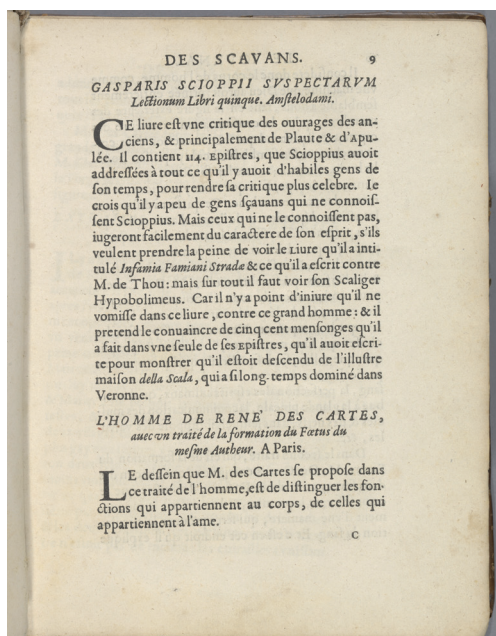 DES SCAVANS. 9
GASPARIS SCIOPPII SVSPECTARVM
Lectionum Libri quinque. Amſtelodami.
CE liure eſt vne critique des ouurages des an-
ciens, & principalement de Plaute & d'Apu-
lée. Il contient 114. Epiſtres, que Scioppius auoit
addreſſées à tout ce qu'il y auoit d'habiles gens de
ſon temps, pour rendre ſa critique plus celebre. Ie
crois qu'il y a peu de gens ſçauans qui ne connoiſ-
ſent Scioppius. Mais ceux qui ne le connoiſſent pas,
iugeront facilement du caractere de ſon eſprit, s'ils
veulent prendre la peine de voir le Liure qu'il a inti-
tulé Infamia Famiani Stradæ & ce qu'il a eſcrit contre
M. de Thou: mais ſur tout il faut voir ſon Scaliger
Hypobolimeus. Car il n'y a point d'iniure qu'il ne
vomiſſe dans ce liure, contre ce grand homme: & il
pretend le conuaincre de cinq cent menſonges qu'il
a fait dans vne ſeule de ſes Epiſtres, qu'il auoit eſcri-
te pour monſtrer qu'il eſtoit deſcendu de l'illuſtre
maiſon della Scala, qui a ſi long-temps dominé dans
Veronne.
L'HOMME DE RENE' DES CARTES,
auec vn traité de la formation du Fœtus du
meſme Autheur. A Paris.
LE deſſein que M. des Cartes ſe propoſe dans
ce traité de l'homme, eſt de diſtinguer les fon-
ctions qui appartiennent au corps, de celles qui
appartiennent à l'ame.
C